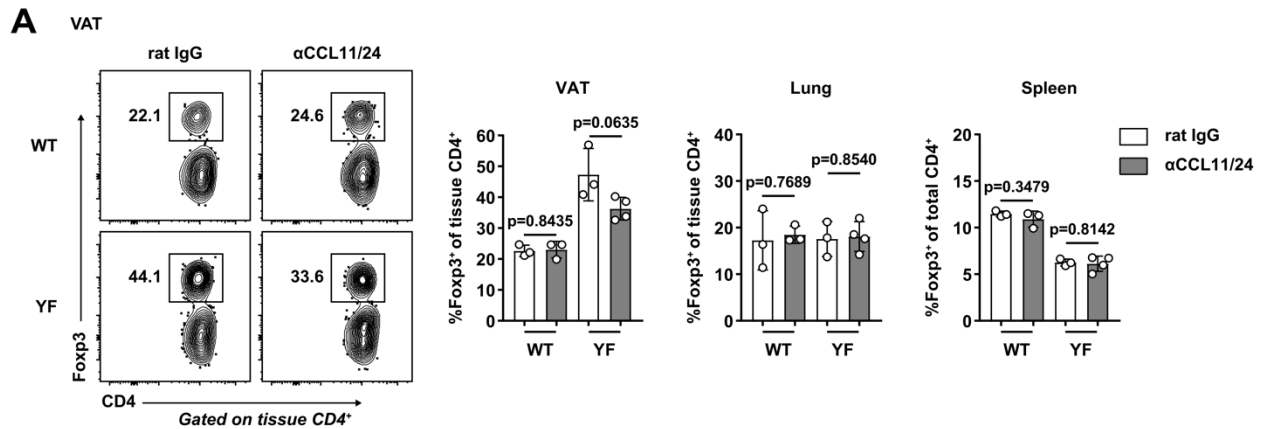 A
VAT
rat IgG
αCCL11/24
WT
22.1
24.6
YF
44.1
33.6
Foxp3
CD4
Gated on tissue CD4⁺
VAT
%Foxp3⁺ of tissue CD4⁺
60
50
40
30
20
10
0
p=0.8435
p=0.0635
WT
YF
Lung
%Foxp3⁺ of tissue CD4⁺
40
30
20
10
0
p=0.7689
p=0.8540
WT
YF
Spleen
%Foxp3⁺ of total CD4⁺
20
15
10
5
0
p=0.3479
p=0.8142
WT
YF
rat IgG
αCCL11/24